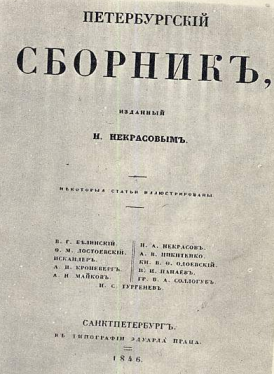 ПЕТЕРБУРГСКІЙ
СБОРНИКЪ,
ИЗДАННЫЙ
Н. НЕКРАСОВЫМЪ.
НѢКОТОРЫЯ СТАТЬИ ИЛЛЮСТРИРОВАНЫ
В. Г. БѢЛИНСКІЙ.
Ѳ. М. ДОСТОЕВСКІЙ.
ИСКАНДЕРЪ.
А. И. КРОНЕБЕРГЪ.
А. Н. МАЙКОВЪ.
Н. А. НЕКРАСОВЪ.
А. В. НИКИТЕНКО.
КН. В. Ѳ. ОДОЕВСКІЙ.
И. И. ПАНАЕВЪ.
ГР. В. А. СОЛЛОГУБЪ.
И. С. ТУРГЕНЕВЪ.
САНКТПЕТЕРБУРГЪ.
ВЪ ТИПОГРАФІИ ЭДУАРДА ПРАЦА.
1846.